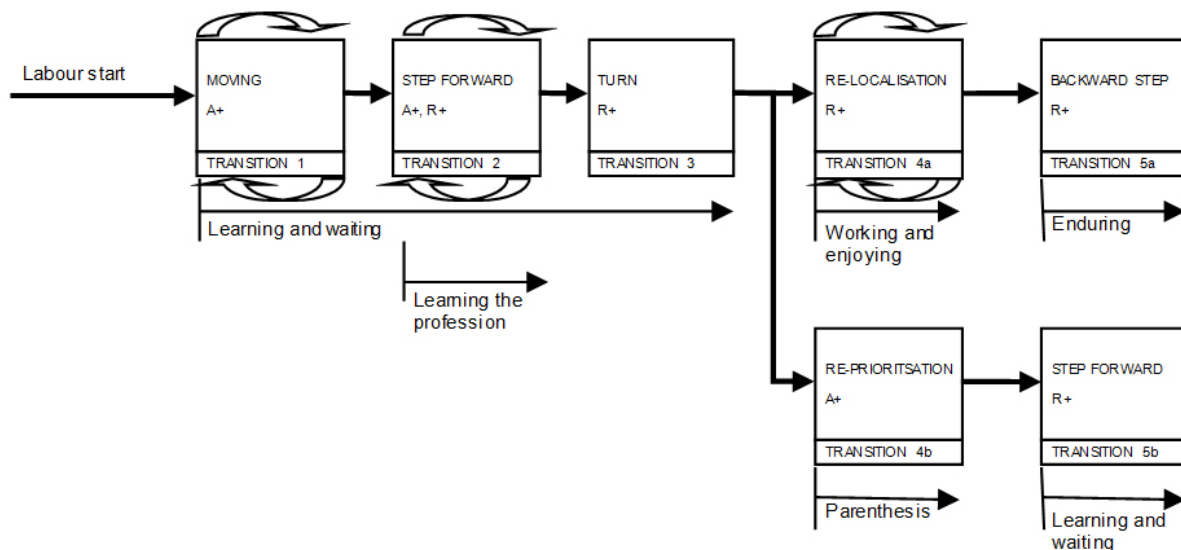 Labour start
MOVING
A+
TRANSITION 1
STEP FORWARD
A+, R+
TRANSITION 2
TURN
R+
TRANSITION 3
RE-LOCALISATION
R+
TRANSITION 4a
BACKWARD STEP
R+
TRANSITION 5a
Learning and waiting
Learning the
profession
Working and
enjoying
Enduring
RE-PRIORITSATION
A+
TRANSITION 4b
STEP FORWARD
R+
TRANSITION 5b
Parenthesis
Learning and
waiting